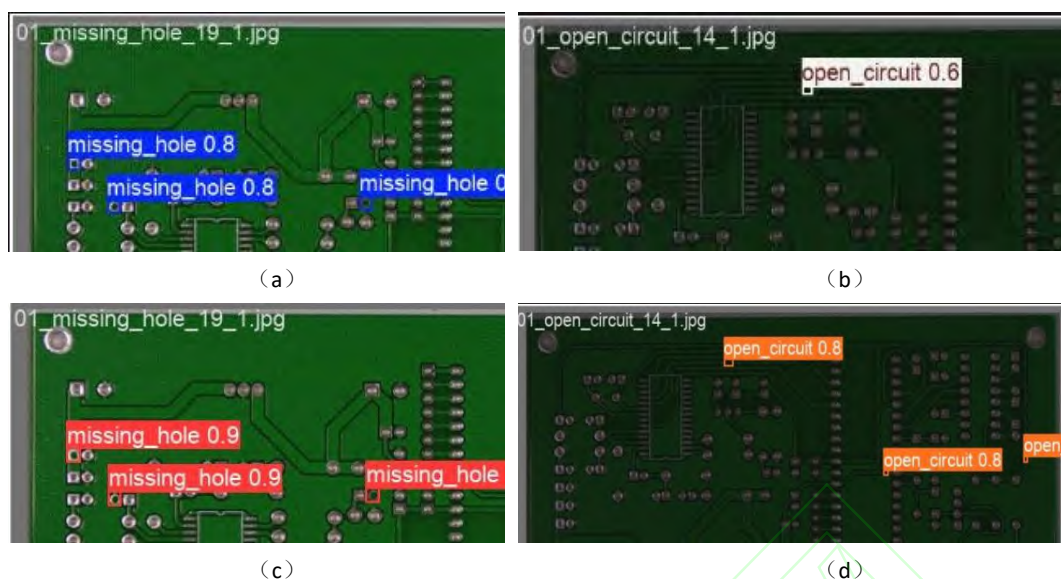 01_missing_hole_19_1.jpg
missing_hole 0.8
missing_hole 0.8
missing_hole 0
01_open_circuit_14_1.jpg
open_circuit 0.6
（a）
（b）
01_missing_hole_19_1.jpg
missing_hole 0.9
missing_hole 0.9
missing_hole
01_open_circuit_14_1.jpg
open_circuit 0.8
open_circuit 0.8
open
（c）
（d）